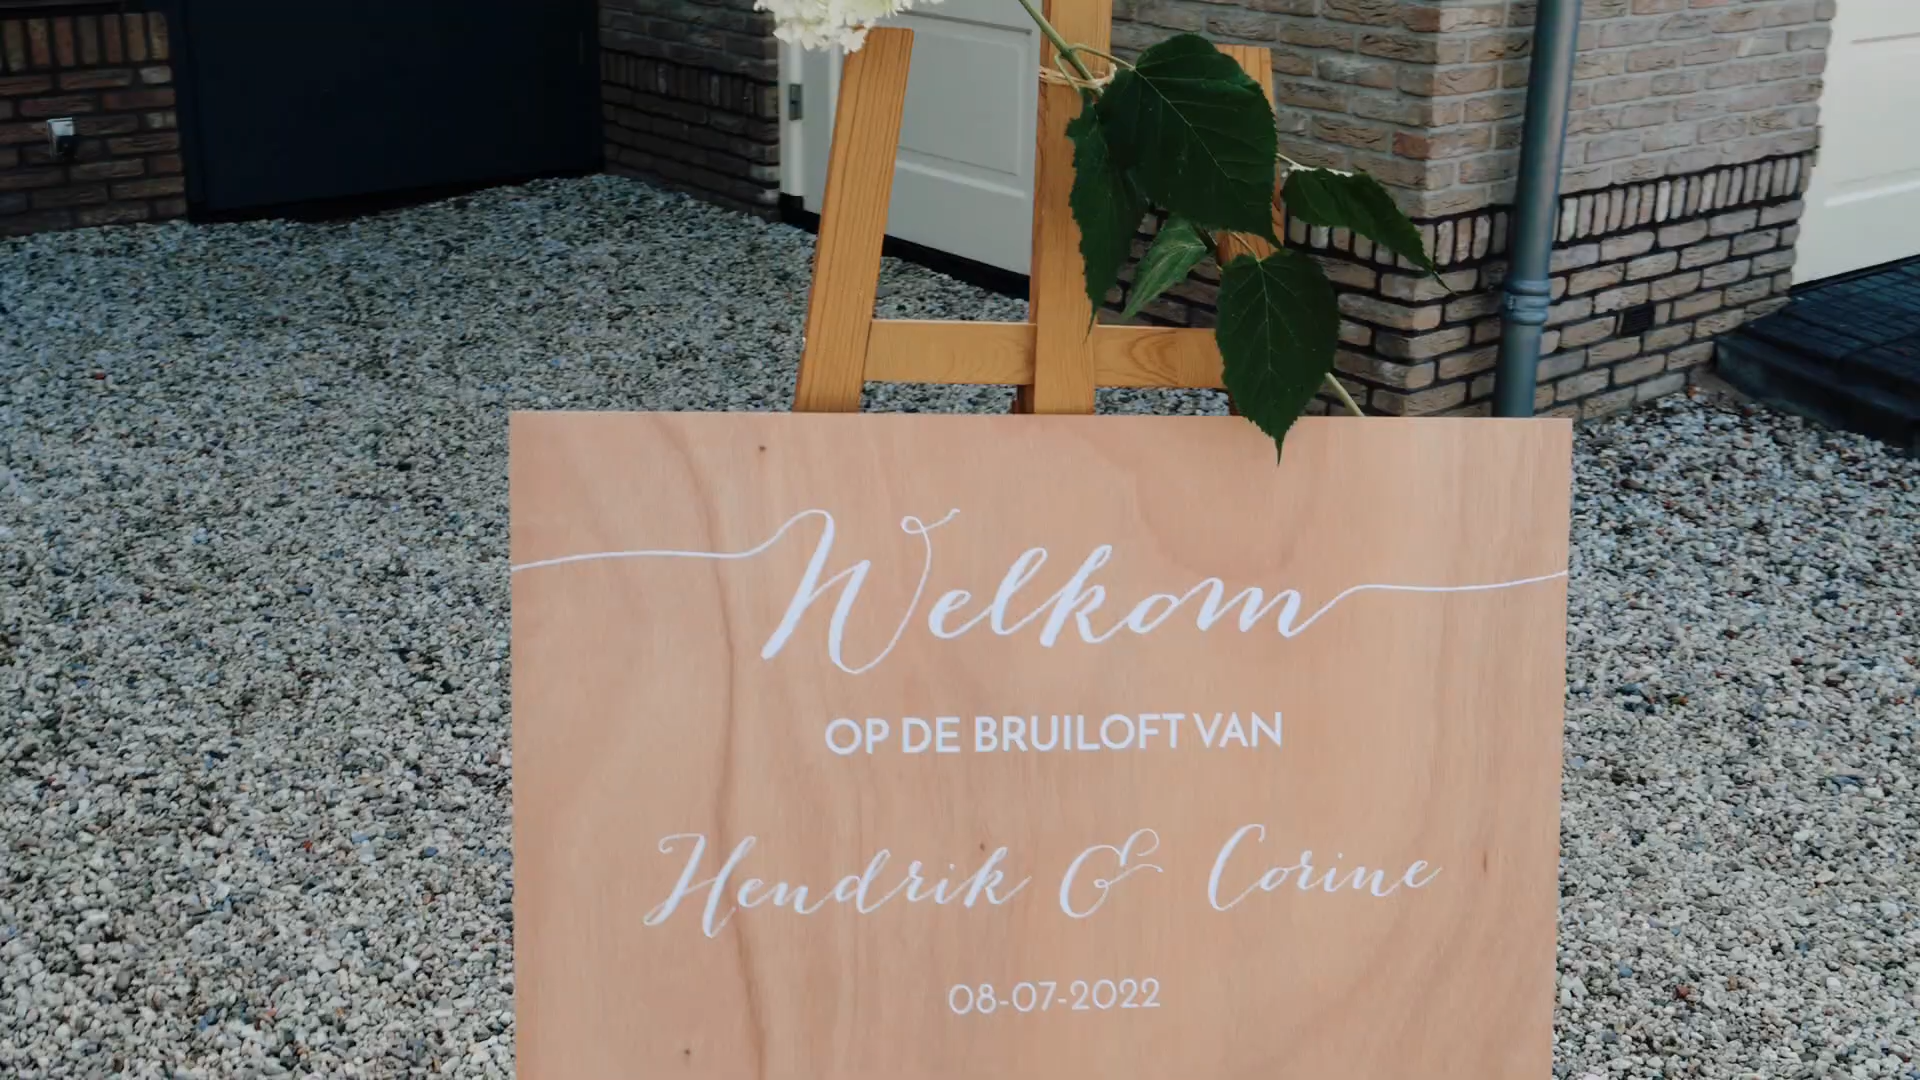 Welkom
OP DE BRUILOFT VAN
Hendrik & Corine
08-07-2022